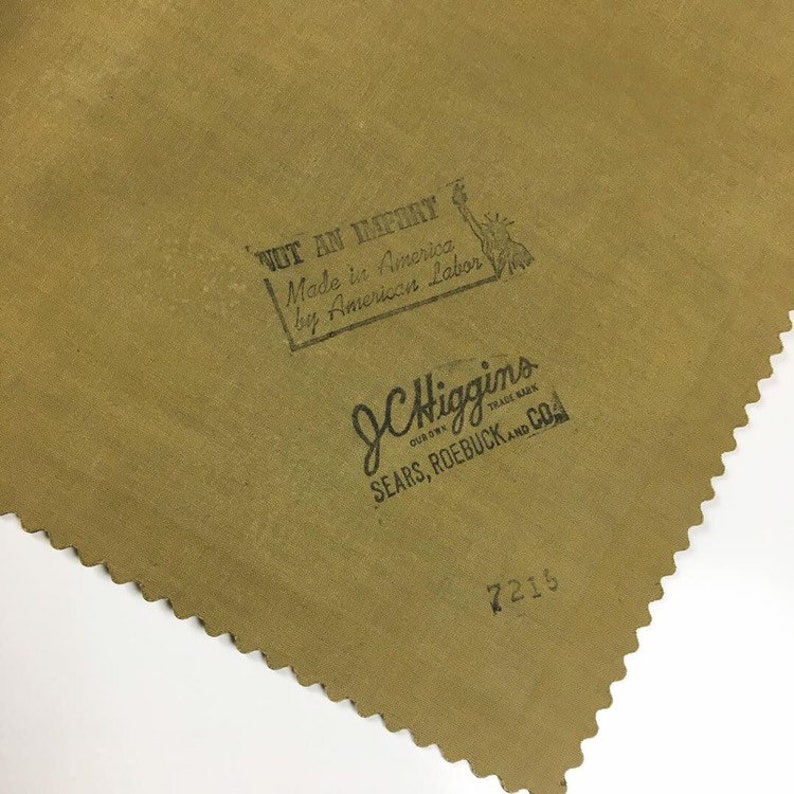 NOT AN IMPORT
Made in America
by American Labor
JCHiggins
OUR OWN TRADE MARK
SEARS, ROEBUCK AND CO.
7215